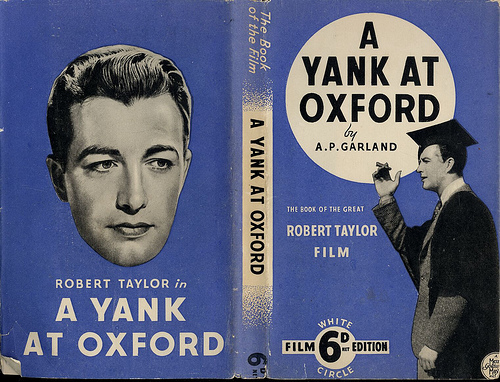 ROBERT TAYLOR in
A YANK
AT OXFORD
The Book
of the Film
A YANK AT OXFORD
6D
A
YANK AT
OXFORD
by
A.P.GARLAND
THE BOOK OF THE GREAT
ROBERT TAYLOR
FILM
WHITE
FILM 6D NET EDITION
CIRCLE